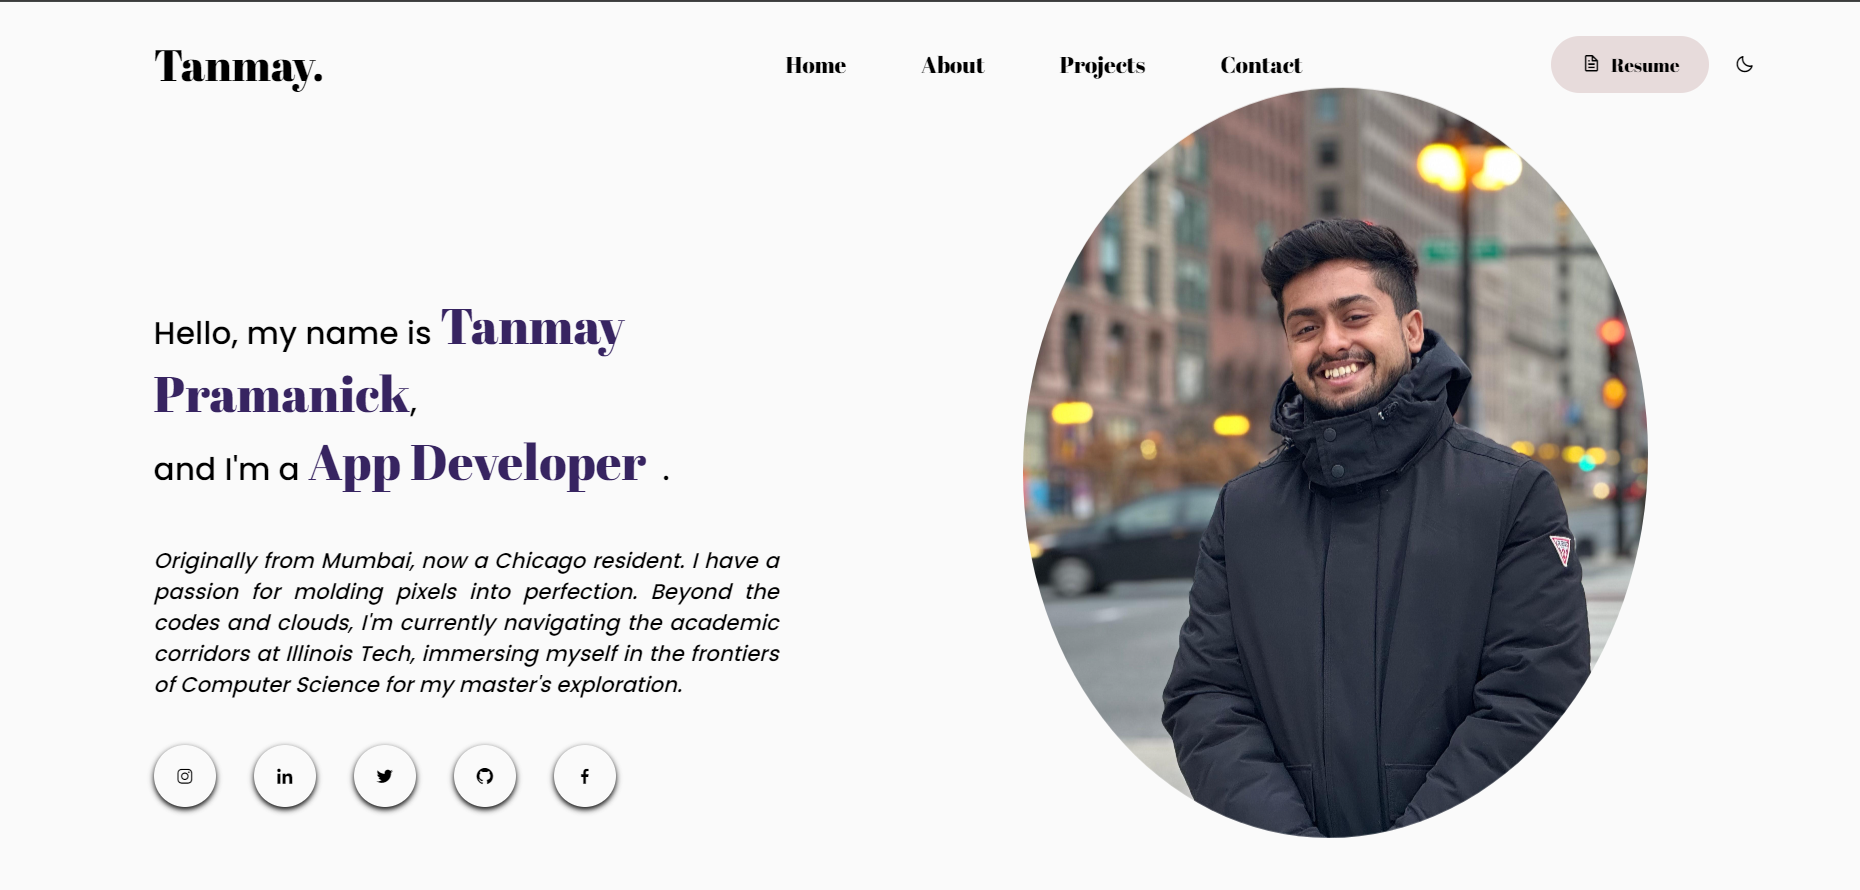 Tanmay.
Home About Projects Contact
Resume
Hello, my name is Tanmay
Pramanick,
and I'm a App Developer .
Originally from Mumbai, now a Chicago resident. I have a
passion for molding pixels into perfection. Beyond the
codes and clouds, I'm currently navigating the academic
corridors at Illinois Tech, immersing myself in the frontiers
of Computer Science for my master's exploration.
in